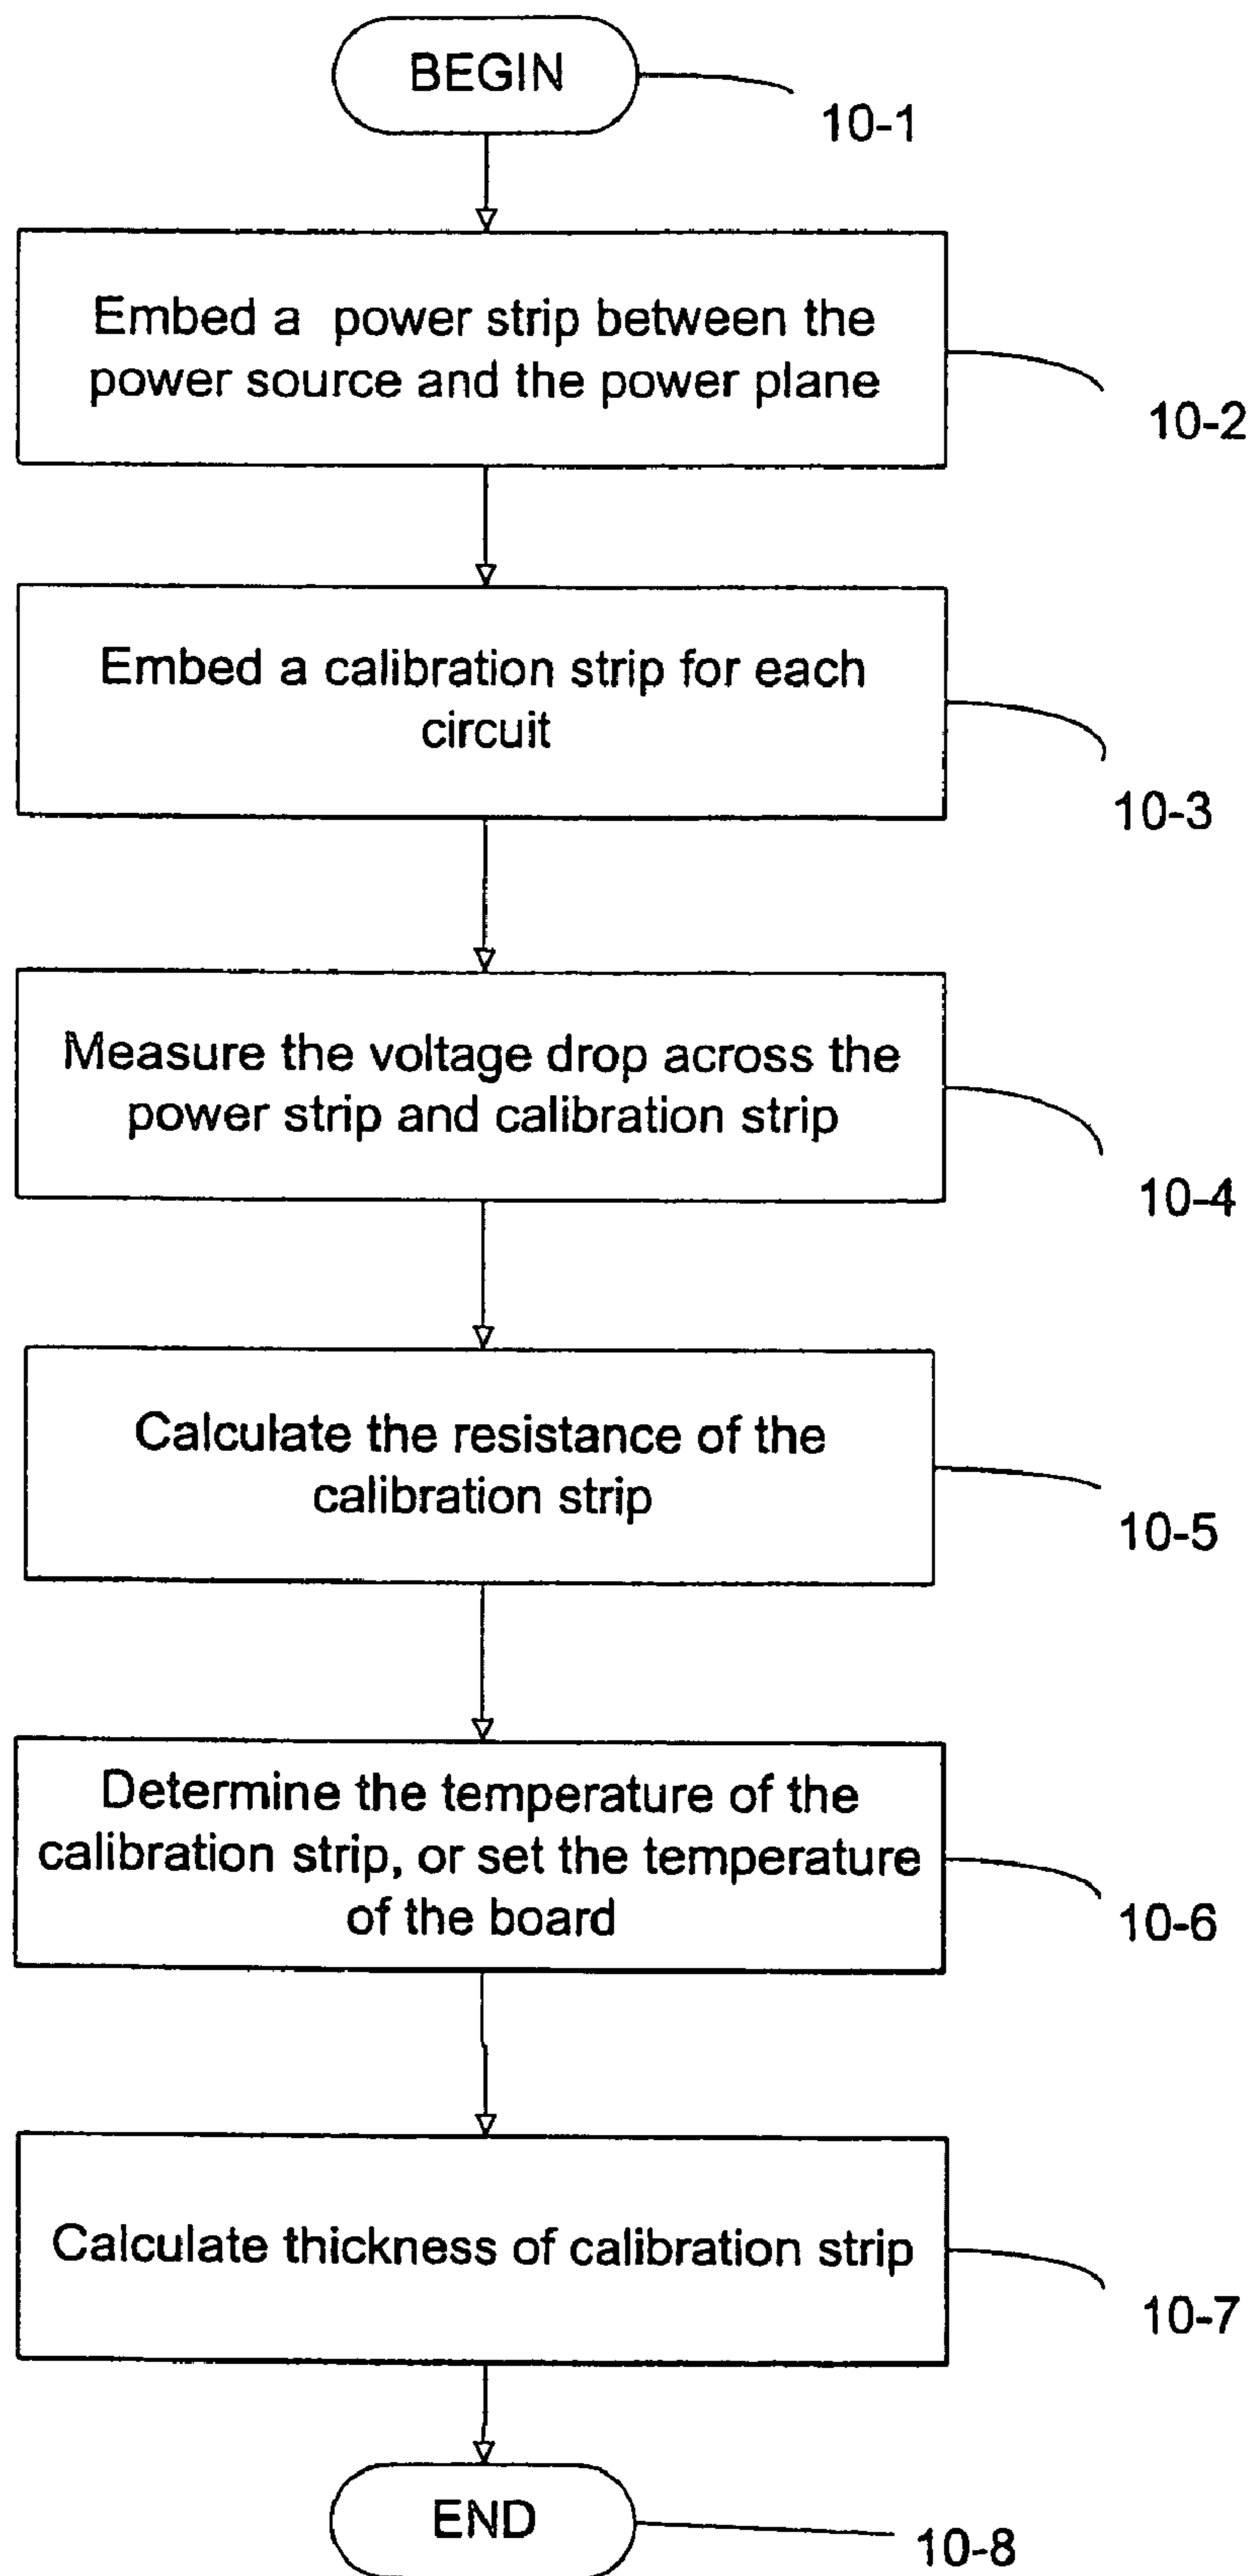 BEGIN
10-1
Embed a power strip between the
power source and the power plane
10-2
Embed a calibration strip for each
circuit
10-3
Measure the voltage drop across the
power strip and calibration strip
10-4
Calculate the resistance of the
calibration strip
10-5
Determine the temperature of the
calibration strip, or set the temperature
of the board
10-6
Calculate thickness of calibration strip
10-7
END
10-8